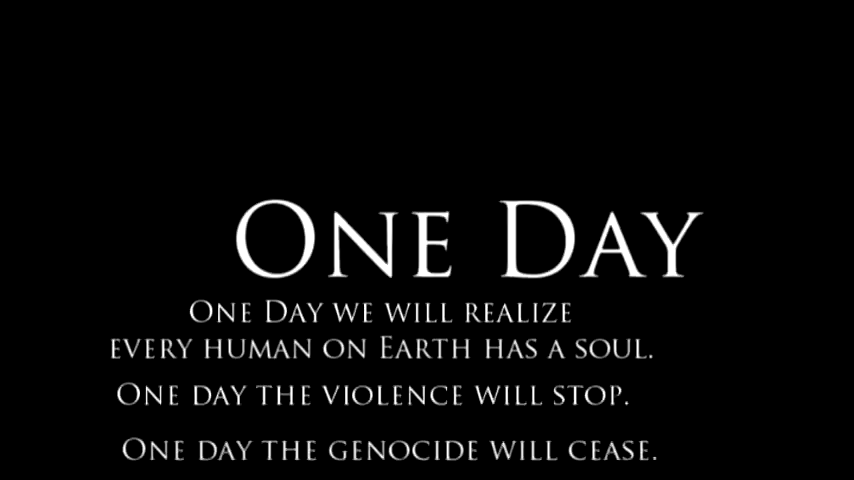 One Day
One Day we will realize
every human on Earth has a soul.
One day the violence will stop.
One day the genocide will cease.